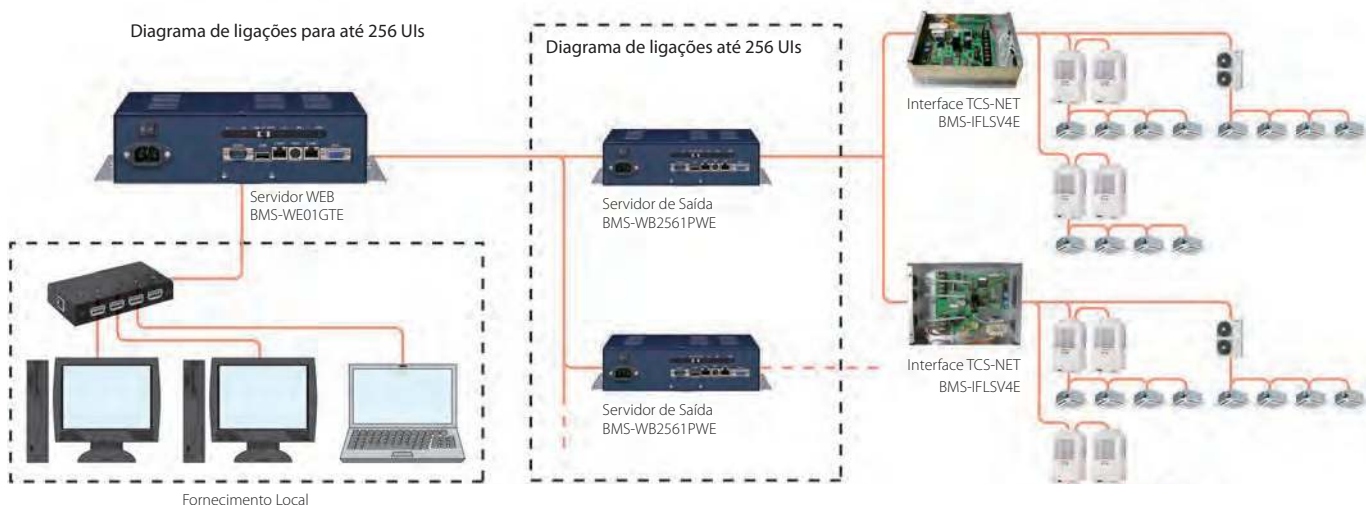 Diagrama de ligações para até 256 UIs
Diagrama de ligações até 256 UIs
Servidor WEB
BMS-WE01GTE
Servidor de Saída
BMS-WB2561PWE
Servidor de Saída
BMS-WB2561PWE
Interface TCS-NET
BMS-IFLSV4E
Interface TCS-NET
BMS-IFLSV4E
Fornecimento Local